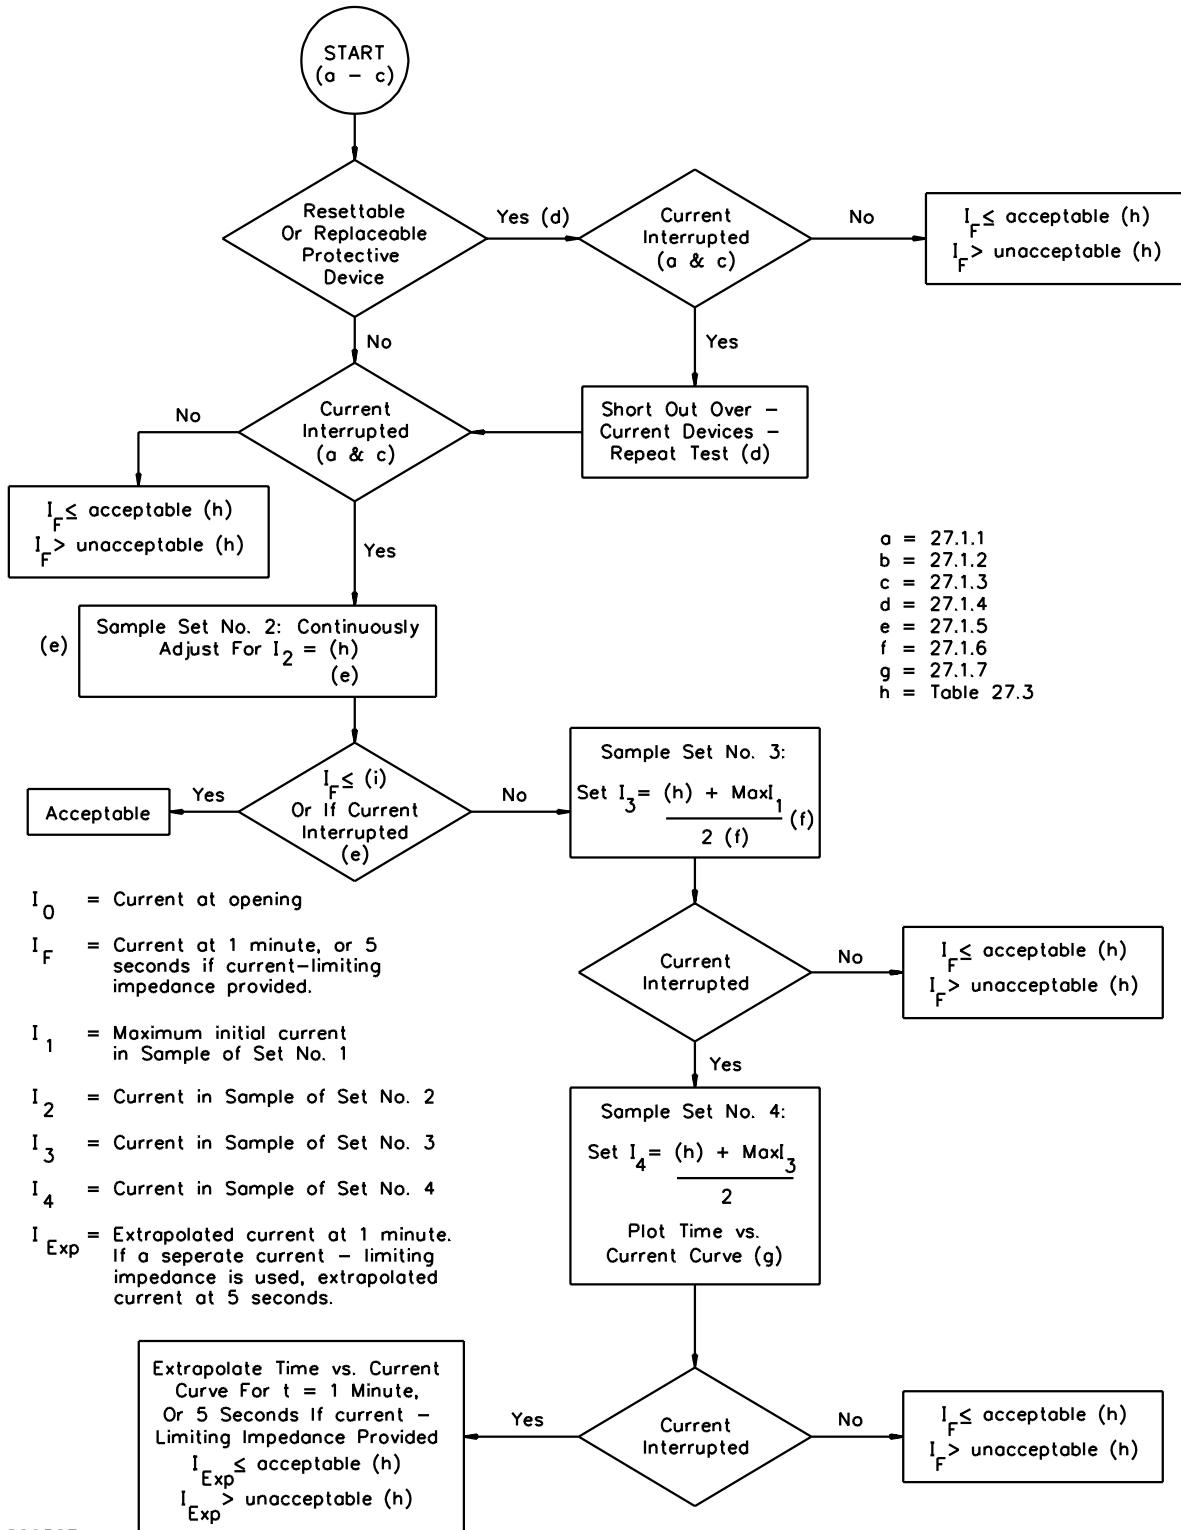 START
(a - c)
Resettable
Or Replaceable
Protective
Device
Yes (d)
Current
Interrupted
(a & c)
No
I_F ≤ acceptable (h)
I_F > unacceptable (h)
No
Yes
Current
Interrupted
(a & c)
No
Short Out Over -
Current Devices -
Repeat Test (d)
I_F ≤ acceptable (h)
I_F > unacceptable (h)
Yes
a = 27.1.1
b = 27.1.2
c = 27.1.3
d = 27.1.4
e = 27.1.5
f = 27.1.6
g = 27.1.7
h = Table 27.3
(e)
Sample Set No. 2: Continuously
Adjust For I_2 = (h)
(e)
I_F ≤ (i)
Or If Current
Interrupted
(e)
Yes
Acceptable
No
Sample Set No. 3:
Set I_3 = (h) + MaxI_1 (f)
2 (f)
I_0 = Current at opening
I_F = Current at 1 minute, or 5
seconds if current-limiting
impedance provided.
I_1 = Maximum initial current
in Sample of Set No. 1
I_2 = Current in Sample of Set No. 2
I_3 = Current in Sample of Set No. 3
I_4 = Current in Sample of Set No. 4
I_Exp = Extrapolated current at 1 minute.
If a seperate current - limiting
impedance is used, extrapolated
current at 5 seconds.
Current
Interrupted
No
I_F ≤ acceptable (h)
I_F > unacceptable (h)
Yes
Sample Set No. 4:
Set I_4 = (h) + MaxI_3
2
Plot Time vs.
Current Curve (g)
Current
Interrupted
No
I_F ≤ acceptable (h)
I_F > unacceptable (h)
Yes
Extrapolate Time vs. Current
Curve For t = 1 Minute,
Or 5 Seconds If current -
Limiting Impedance Provided
I_Exp ≤ acceptable (h)
I_Exp > unacceptable (h)